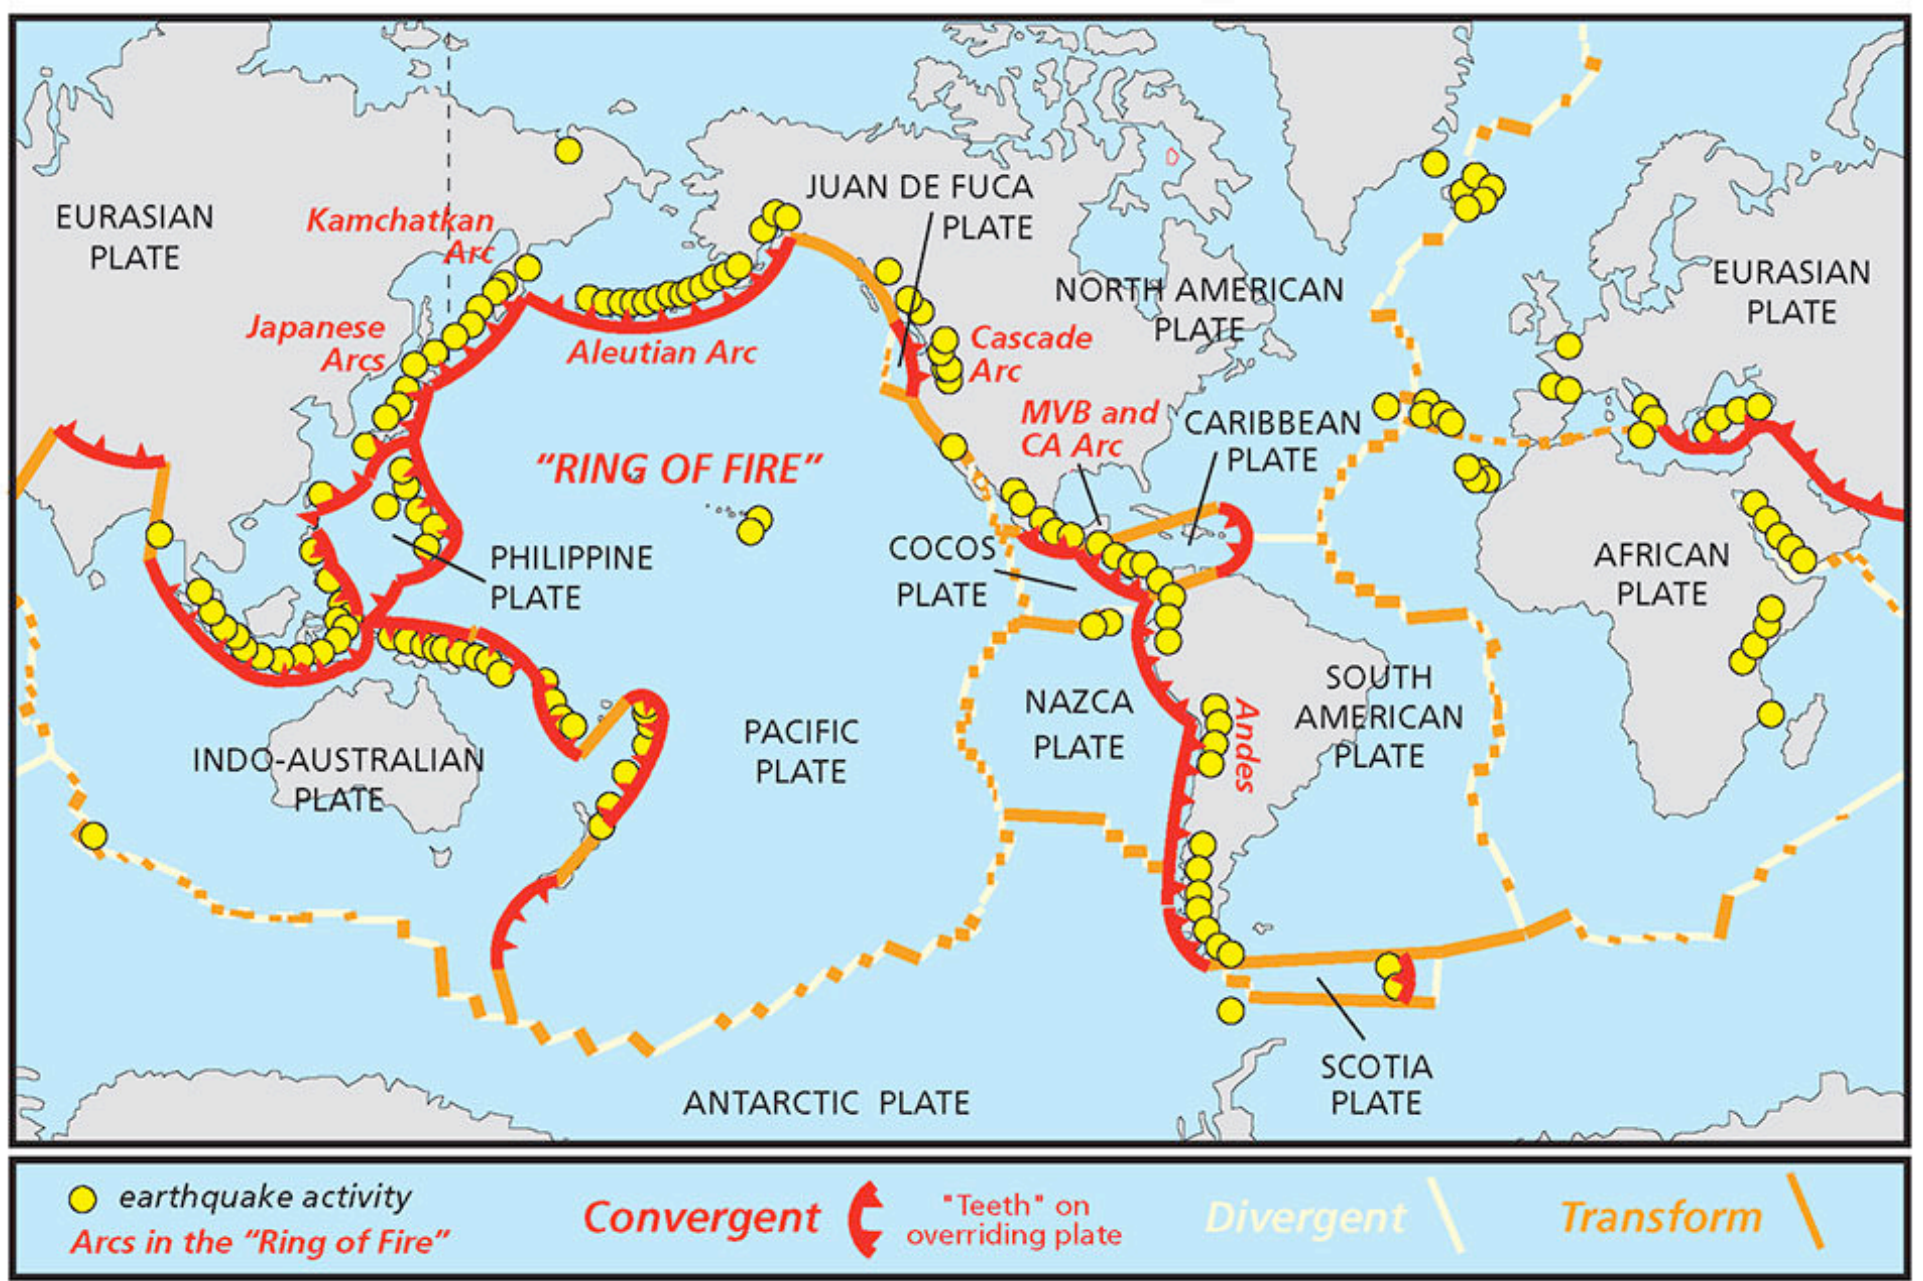 EURASIAN
PLATE
Kamchatkan
Arc
Japanese
Arcs
Aleutian Arc
JUAN DE FUCA
PLATE
NORTH AMERICAN
PLATE
EURASIAN
PLATE
Cascade
Arc
MVB and
CA Arc
CARIBBEAN
PLATE
"RING OF FIRE"
PHILIPPINE
PLATE
COCOS
PLATE
AFRICAN
PLATE
INDO-AUSTRALIAN
PLATE
PACIFIC
PLATE
NAZCA
PLATE
Andes
SOUTH
AMERICAN
PLATE
SCOTIA
PLATE
ANTARCTIC PLATE
earthquake activity
Arcs in the "Ring of Fire"
Convergent
"Teeth" on
overriding plate
Divergent
Transform